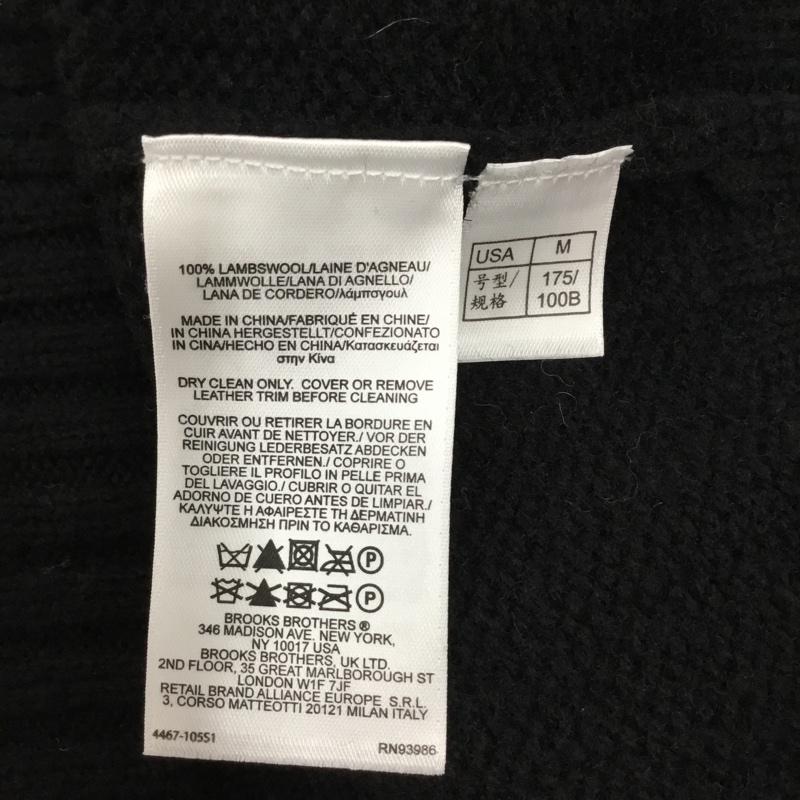 100% LAMBSWOOL/LAINE D'AGNEAU/
LAMMWOLLE/LANA DI AGNELLO/
LANA DE CORDERO/λάμπσγουλ
MADE IN CHINA/FABRIQUÉ EN CHINE/
IN CHINA HERGESTELLT/CONFEZIONATO
IN CINA/HECHO EN CHINA/Κατασκευάζεται
στην Κίνα
DRY CLEAN ONLY. COVER OR REMOVE
LEATHER TRIM BEFORE CLEANING
COUVRIR OU RETIRER LA BORDURE EN
CUIR AVANT DE NETTOYER./ VOR DER
REINIGUNG LEDERBESATZ ABDECKEN
ODER ENTFERNEN./ COPRIRE O
TOGLIERE IL PROFILO IN PELLE PRIMA
DEL LAVAGGIO./ CUBRIR O QUITAR EL
ADORNO DE CUERO ANTES DE LIMPIAR./
ΚΑΛΥΨΤΕ Η ΑΦΑΙΡΕΣΤΕ ΤΗ ΔΕΡΜΑΤΙΝΗ
ΔΙΑΚΟΣΜΗΣΗ ΠΡΙΝ ΤΟ ΚΑΘΑΡΙΣΜΑ.
P
P
BROOKS BROTHERS ®
346 MADISON AVE. NEW YORK,
NY 10017 USA
BROOKS BROTHERS, UK LTD.
2ND FLOOR, 35 GREAT MARLBOROUGH ST
LONDON W1F 7JF
RETAIL BRAND ALLIANCE EUROPE S.R.L.
3, CORSO MATTEOTTI 20121 MILAN ITALY
4467-10551 RN93986
USA M
号型/ 175/
规格 100B